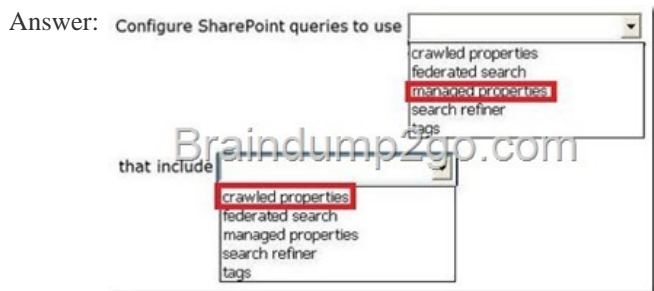 Answer: Configure SharePoint queries to use
crawled properties
federated search
managed properties
search refiner
tags
Braindump2go.com
that include
crawled properties
federated search
managed properties
search refiner
tags